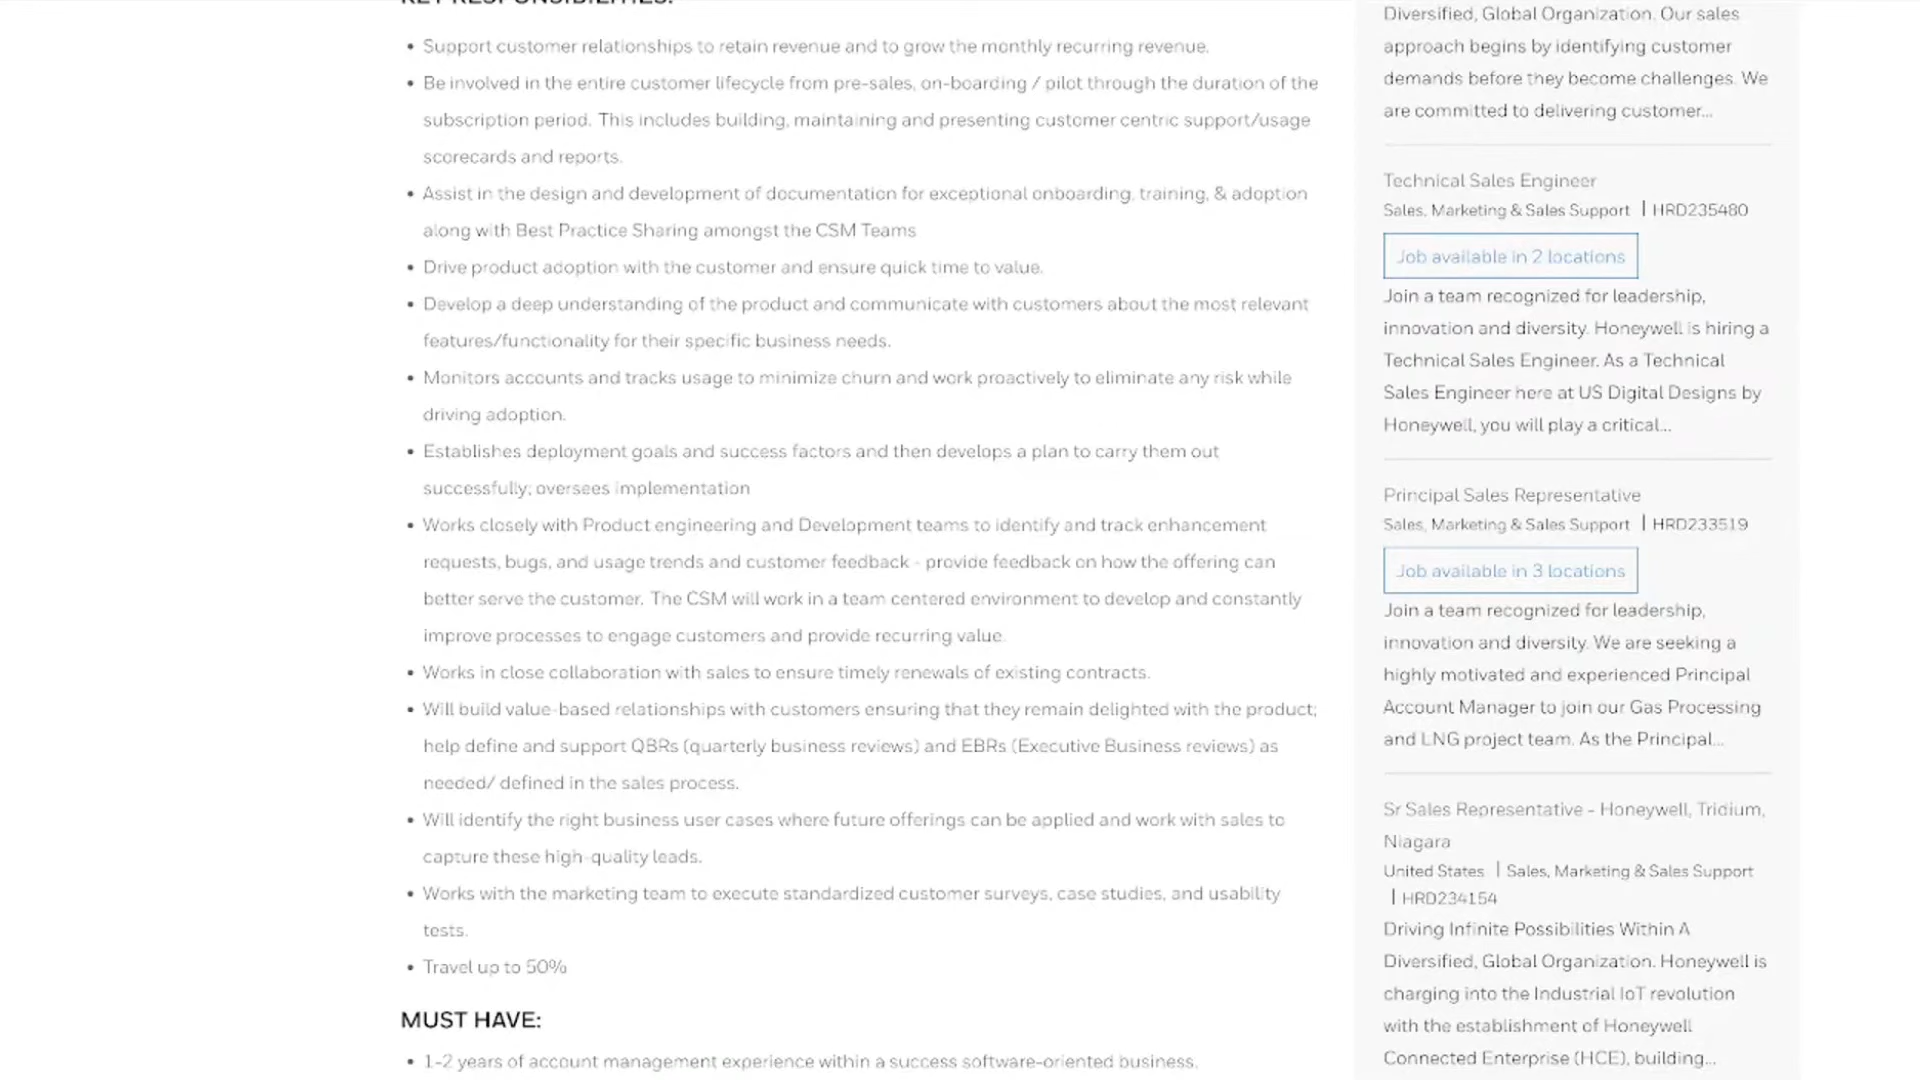 KEY RESPONSIBILITIES:
Support customer relationships to retain revenue and to grow the monthly recurring revenue.
Be involved in the entire customer lifecycle from pre-sales, on-boarding / pilot through the duration of the
subscription period. This includes building, maintaining and presenting customer centric support/usage
scorecards and reports.
Assist in the design and development of documentation for exceptional onboarding, training, & adoption
along with Best Practice Sharing amongst the CSM Teams
Drive product adoption with the customer and ensure quick time to value.
Develop a deep understanding of the product and communicate with customers about the most relevant
features/functionality for their specific business needs.
Monitors accounts and tracks usage to minimize churn and work proactively to eliminate any risk while
driving adoption.
Establishes deployment goals and success factors and then develops a plan to carry them out
successfully; oversees implementation
Works closely with Product engineering and Development teams to identify and track enhancement
requests, bugs, and usage trends and customer feedback - provide feedback on how the offering can
better serve the customer. The CSM will work in a team centered environment to develop and constantly
improve processes to engage customers and provide recurring value.
Works in close collaboration with sales to ensure timely renewals of existing contracts.
Will build value-based relationships with customers ensuring that they remain delighted with the product;
help define and support QBRs (quarterly business reviews) and EBRs (Executive Business reviews) as
needed/ defined in the sales process.
Will identify the right business user cases where future offerings can be applied and work with sales to
capture these high-quality leads.
Works with the marketing team to execute standardized customer surveys, case studies, and usability
tests.
Travel up to 50%
MUST HAVE:
1-2 years of account management experience within a success software-oriented business.
Diversified, Global Organization. Our sales
approach begins by identifying customer
demands before they become challenges. We
are committed to delivering customer...
Technical Sales Engineer
Sales, Marketing & Sales Support | HRD235480
Job available in 2 locations
Join a team recognized for leadership,
innovation and diversity. Honeywell is hiring a
Technical Sales Engineer. As a Technical
Sales Engineer here at US Digital Designs by
Honeywell, you will play a critical...
Principal Sales Representative
Sales, Marketing & Sales Support | HRD233519
Job available in 3 locations
Join a team recognized for leadership,
innovation and diversity. We are seeking a
highly motivated and experienced Principal
Account Manager to join our Gas Processing
and LNG project team. As the Principal...
Sr Sales Representative - Honeywell, Tridium,
Niagara
United States | Sales, Marketing & Sales Support
| HRD234154
Driving Infinite Possibilities Within A
Diversified, Global Organization. Honeywell is
charging into the Industrial IoT revolution
with the establishment of Honeywell
Connected Enterprise (HCE), building...